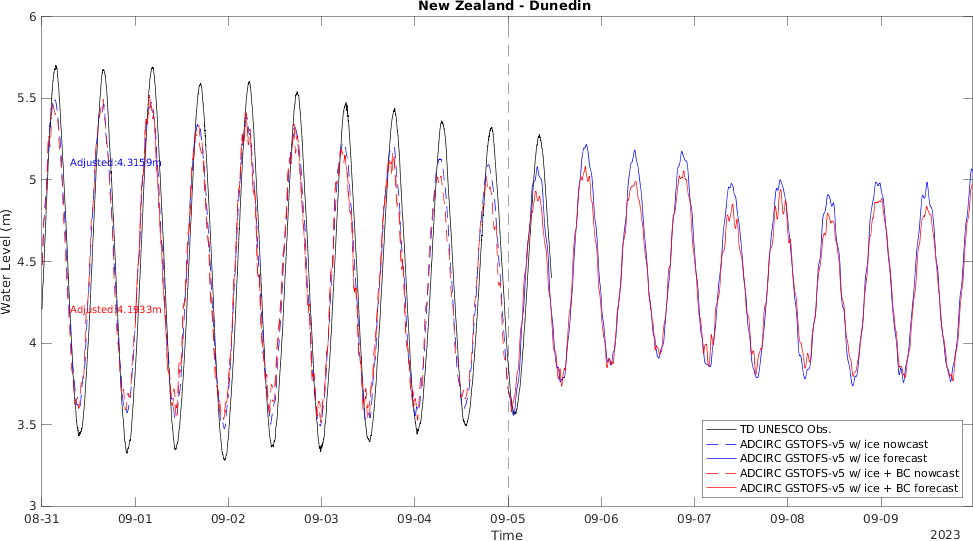 New Zealand - Dunedin
6
5.5
5
4.5
4
3.5
3
Water Level (m)
Adjusted:4.3159m
Adjusted:4.1933m
TD UNESCO Obs.
ADCIRC GSTOFS-v5 w/ ice nowcast
ADCIRC GSTOFS-v5 w/ ice forecast
ADCIRC GSTOFS-v5 w/ ice + BC nowcast
ADCIRC GSTOFS-v5 w/ ice + BC forecast
08-31 09-01 09-02 09-03 09-04 09-05 09-06 09-07 09-08 09-09
Time
2023